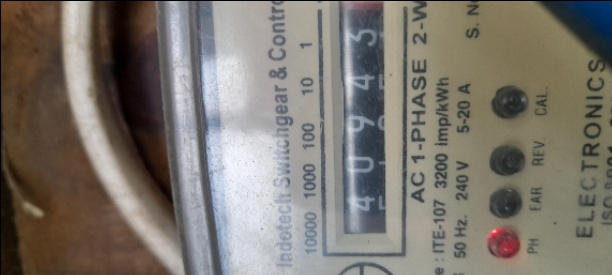 Indotech Switchgear & Contro
10000 1000 100 10 1
4 0 9 4 3
AC 1-PHASE 2-W
: ITE-107 3200 Imp/kWh
50 Hz. 240 V 5-20 A
S. No
PH EAR REV. CAL.
ELECTRONICS